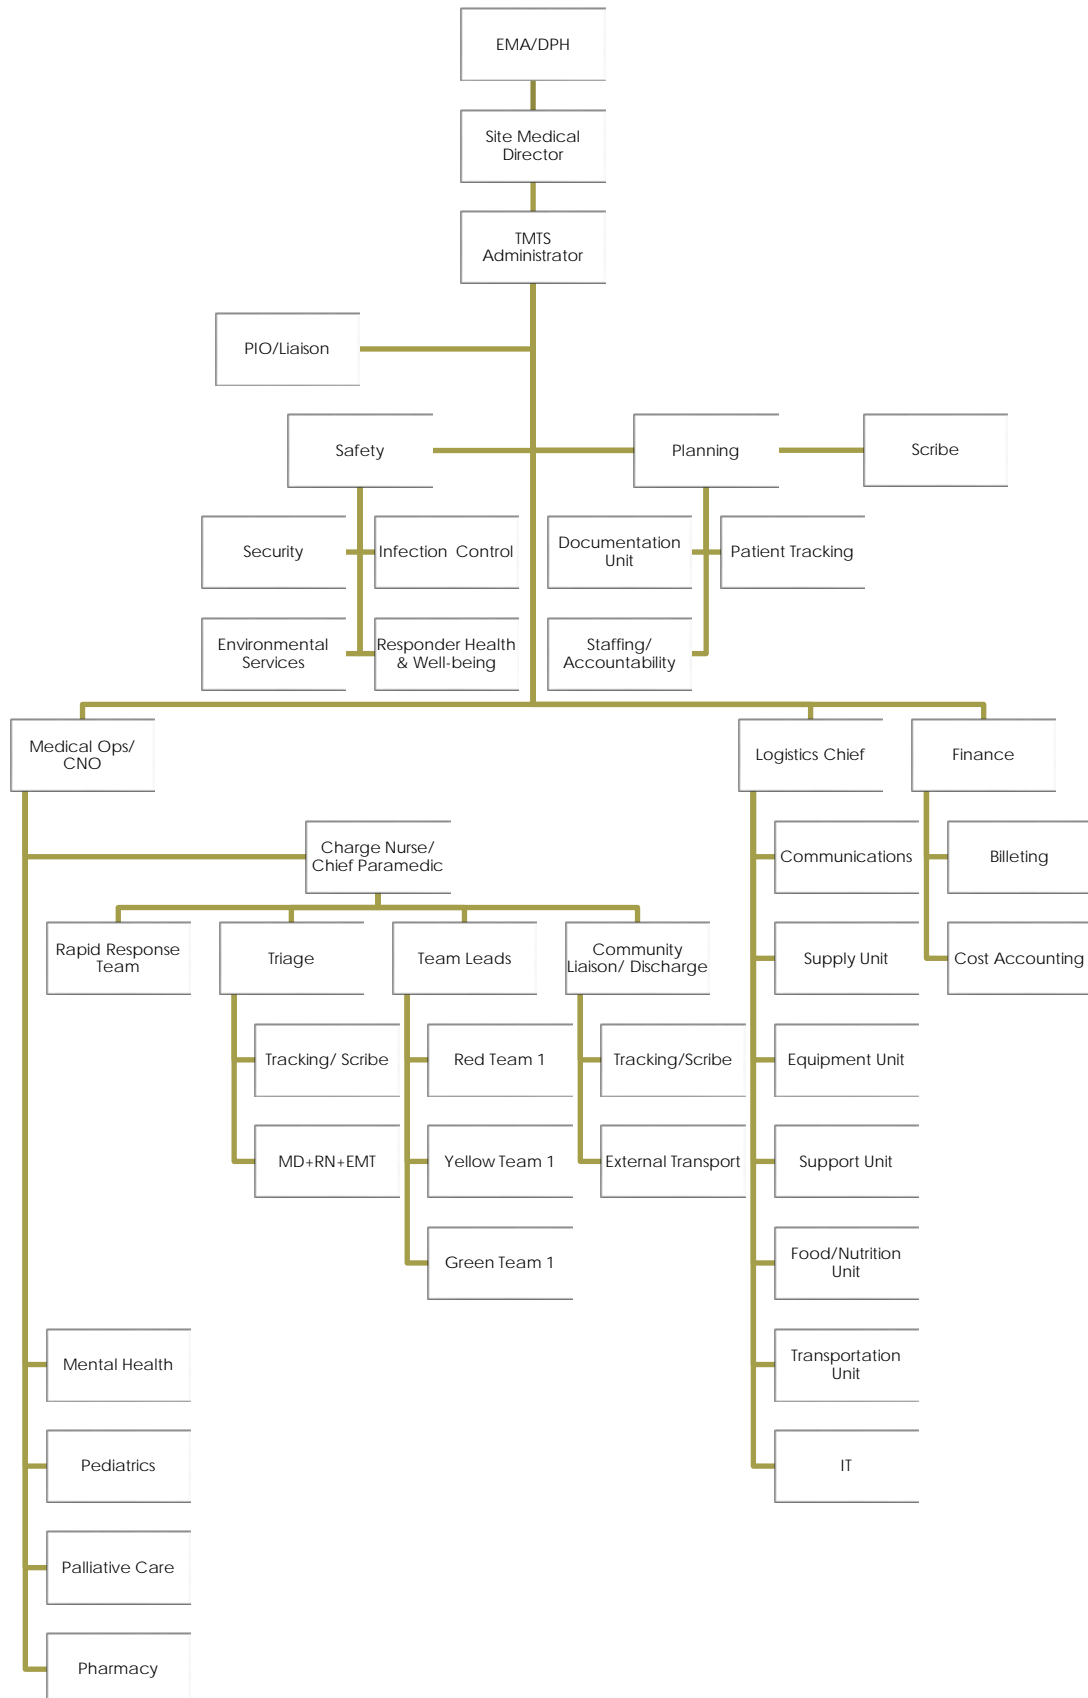 EMA/DPH
Site Medical
Director
TMTS
Administrator
PIO/Liaison
Safety
Planning
Scribe
Security
Infection Control
Documentation
Unit
Patient Tracking
Environmental
Services
Responder Health
& Well-being
Staffing/
Accountability
Medical Ops/
CNO
Logistics Chief
Finance
Charge Nurse/
Chief Paramedic
Communications
Billeting
Rapid Response
Team
Triage
Team Leads
Community
Liaison/ Discharge
Supply Unit
Cost Accounting
Tracking/ Scribe
Red Team 1
Tracking/Scribe
Equipment Unit
MD+RN+EMT
Yellow Team 1
External Transport
Support Unit
Green Team 1
Food/Nutrition
Unit
Mental Health
Transportation
Unit
Pediatrics
IT
Palliative Care
Pharmacy